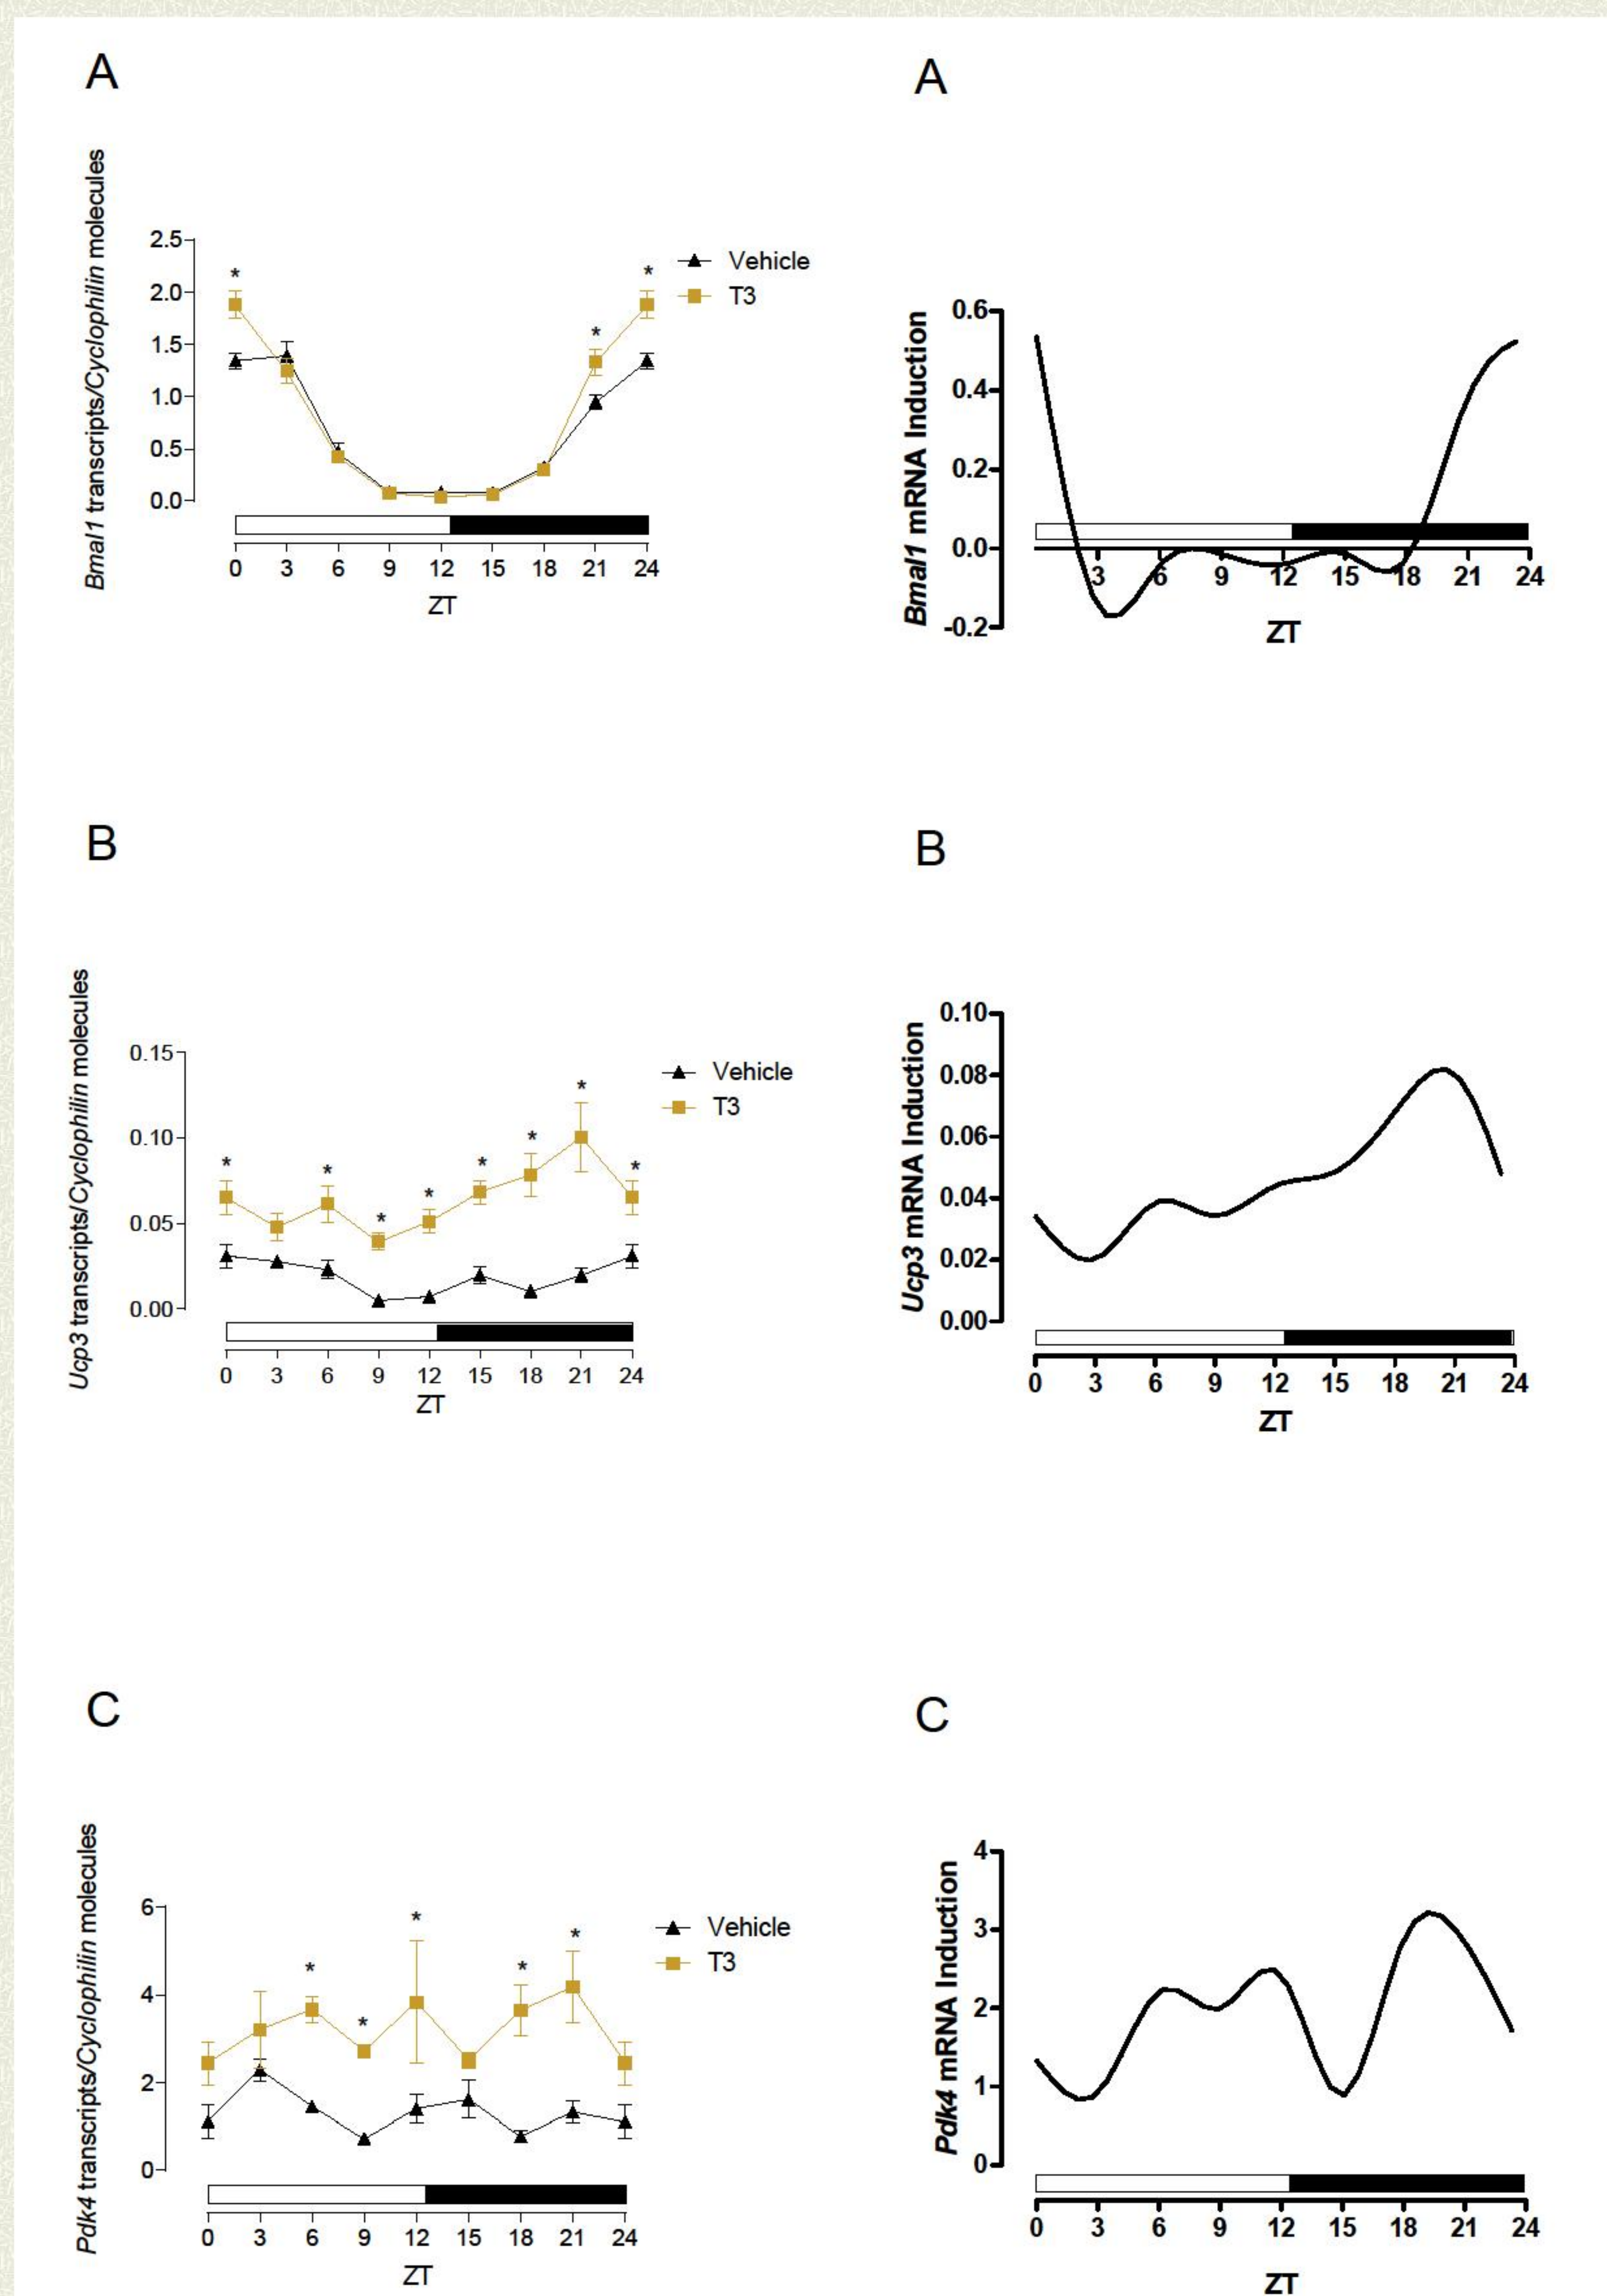 A
Bmal1 transcripts/Cyclophilin molecules
2.5
2.0
1.5
1.0
0.5
0.0
*
*
*
Vehicle
T3
0 3 6 9 12 15 18 21 24
ZT
A
Bmal1 mRNA Induction
0.6
0.4
0.2
0.0
-0.2
3 6 9 12 15 18 21 24
ZT
B
Ucp3 transcripts/Cyclophilin molecules
0.15
0.10
0.05
0.00
* * * * * * * *
Vehicle
T3
0 3 6 9 12 15 18 21 24
ZT
B
Ucp3 mRNA Induction
0.10
0.08
0.06
0.04
0.02
0.00
0 3 6 9 12 15 18 21 24
ZT
C
Pdk4 transcripts/Cyclophilin molecules
6
4
2
0
* * * * *
Vehicle
T3
0 3 6 9 12 15 18 21 24
ZT
C
Pdk4 mRNA Induction
4
3
2
1
0
0 3 6 9 12 15 18 21 24
ZT